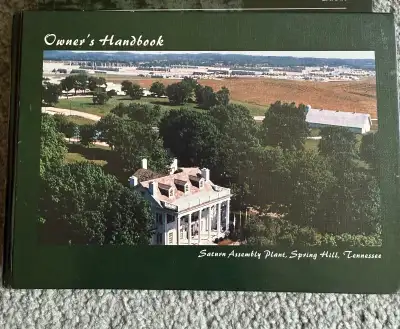 Owner's Handbook
Saturn Assembly Plant, Spring Hill, Tennessee